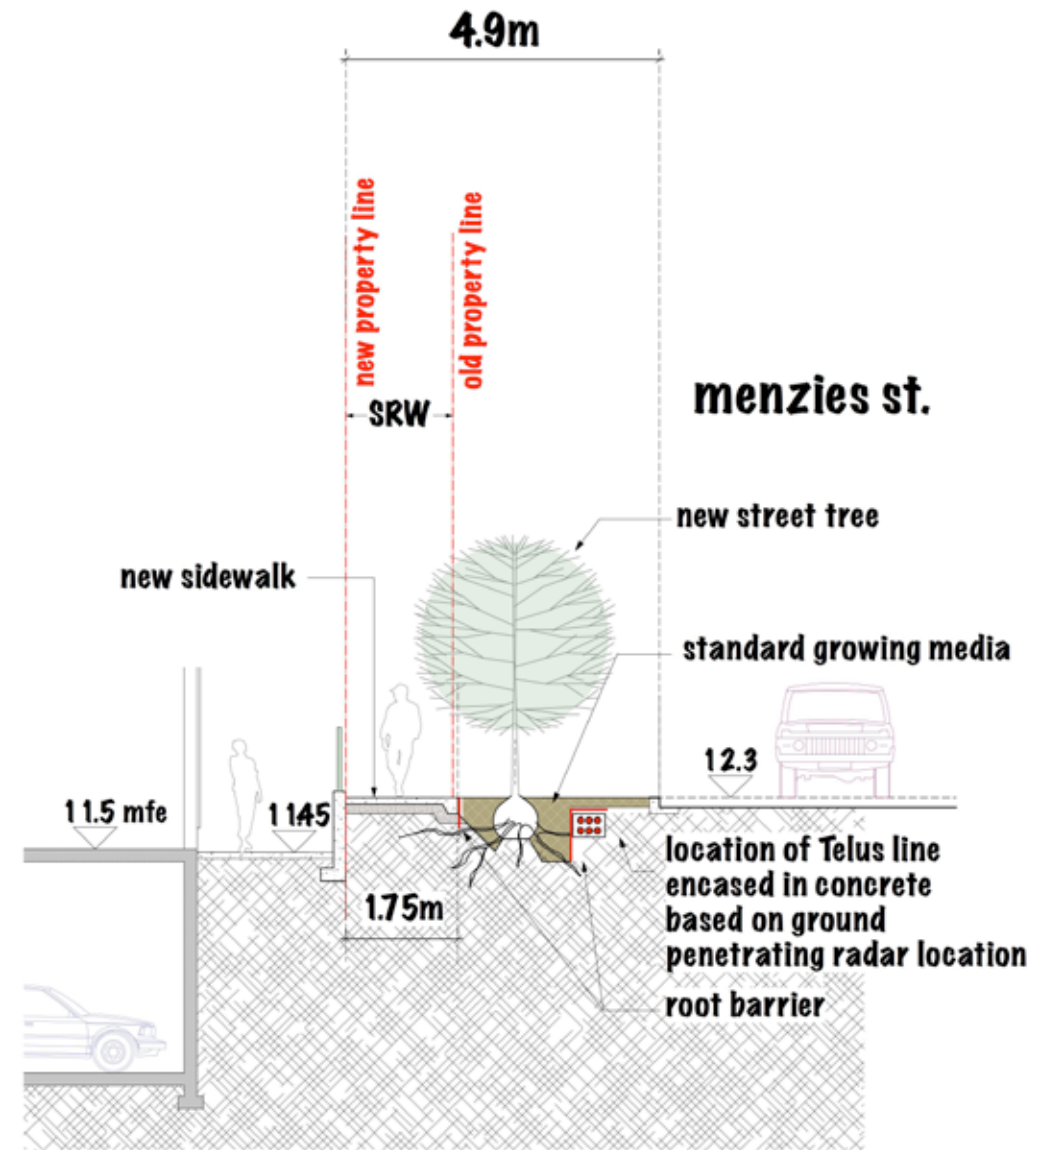 4.9m
new property line
old property line
SRW
menzies st.
new street tree
new sidewalk
standard growing media
12.3
11.5 mfe
1145
location of Telus line
encased in concrete
based on ground
penetrating radar location
1.75m
root barrier